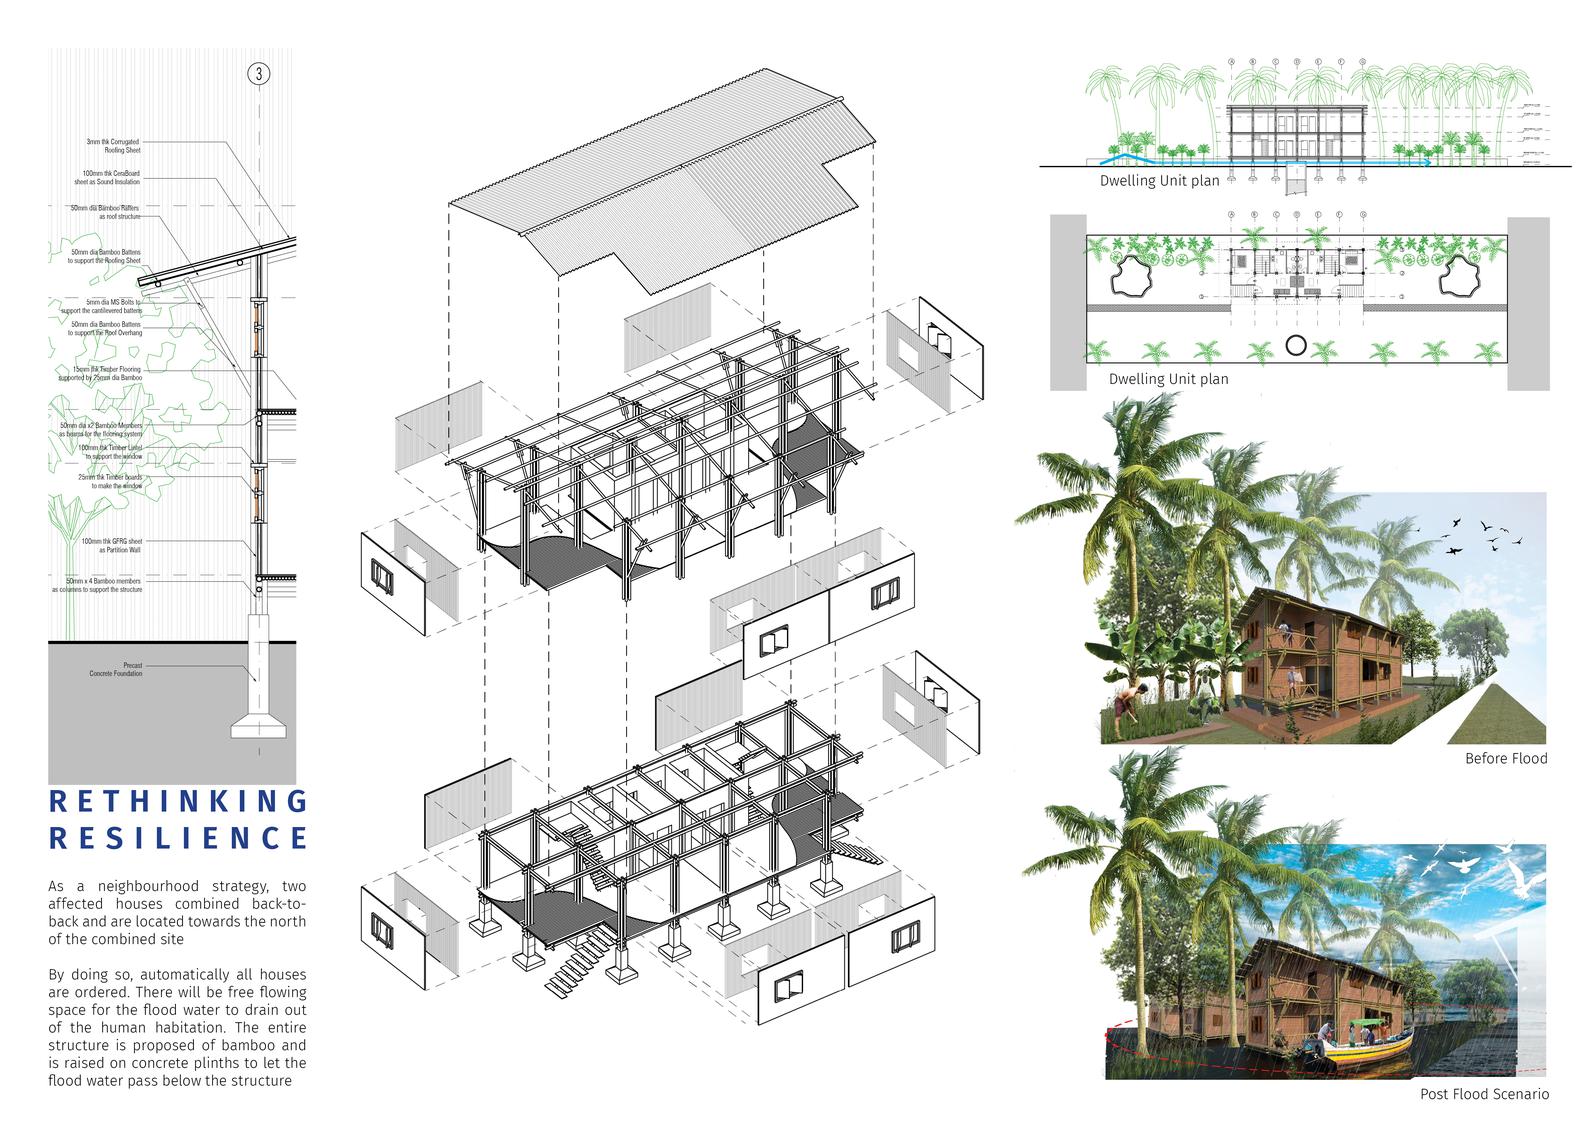 3
3mm thk Corrugated
Roofing Sheet
100mm thk CeraBoard
sheet as Sound Insulation
50mm dia Bamboo Rafters
as roof structure
50mm dia Bamboo Battens
to support the Roofing Sheet
5mm dia MS Bolts to
support the cantilevered battens
50mm dia Bamboo Battens
to support the Roof Overhang
15mm thk Timber Flooring
supported by 25mm dia Bamboo
50mm dia x2 Bamboo Members
as beams for the flooring system
100mm thk Timber Lintel
to support the window
25mm thk Timber boards
to make the window
100mm thk GFRG sheet
as Partition Wall
50mm x 4 Bamboo members
as columns to support the structure
Precast
Concrete Foundation
RETHINKING
RESILIENCE
As a neighbourhood strategy, two
affected houses combined back-to-
back and are located towards the north
of the combined site
By doing so, automatically all houses
are ordered. There will be free flowing
space for the flood water to drain out
of the human habitation. The entire
structure is proposed of bamboo and
is raised on concrete plinths to let the
flood water pass below the structure
A B C D E F G
Dwelling Unit plan
A B C D E F G
Dwelling Unit plan
Before Flood
Post Flood Scenario